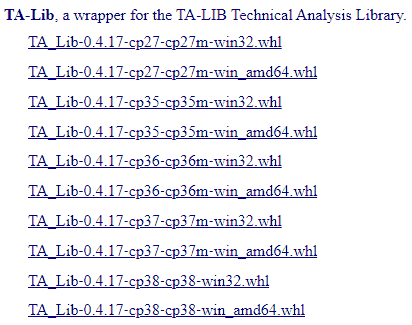 TA-Lib, a wrapper for the TA-LIB Technical Analysis Library.
TA_Lib-0.4.17-cp27-cp27m-win32.whl
TA_Lib-0.4.17-cp27-cp27m-win_amd64.whl
TA_Lib-0.4.17-cp35-cp35m-win32.whl
TA_Lib-0.4.17-cp35-cp35m-win_amd64.whl
TA_Lib-0.4.17-cp36-cp36m-win32.whl
TA_Lib-0.4.17-cp36-cp36m-win_amd64.whl
TA_Lib-0.4.17-cp37-cp37m-win32.whl
TA_Lib-0.4.17-cp37-cp37m-win_amd64.whl
TA_Lib-0.4.17-cp38-cp38-win32.whl
TA_Lib-0.4.17-cp38-cp38-win_amd64.whl